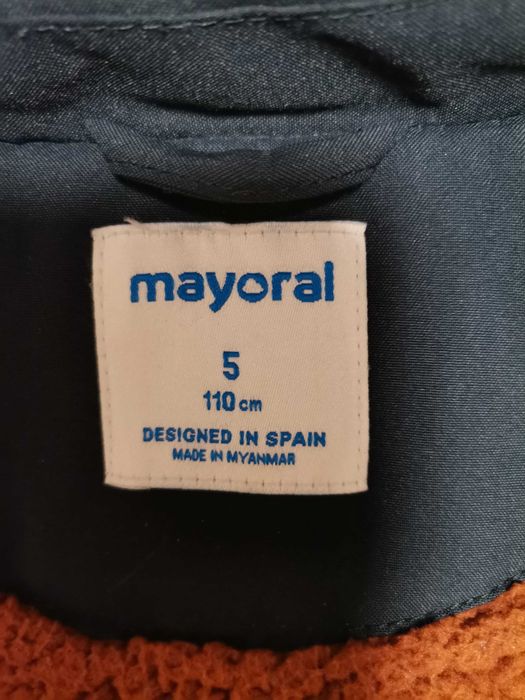 mayoral
5
110 cm
DESIGNED IN SPAIN
MADE IN MYANMAR